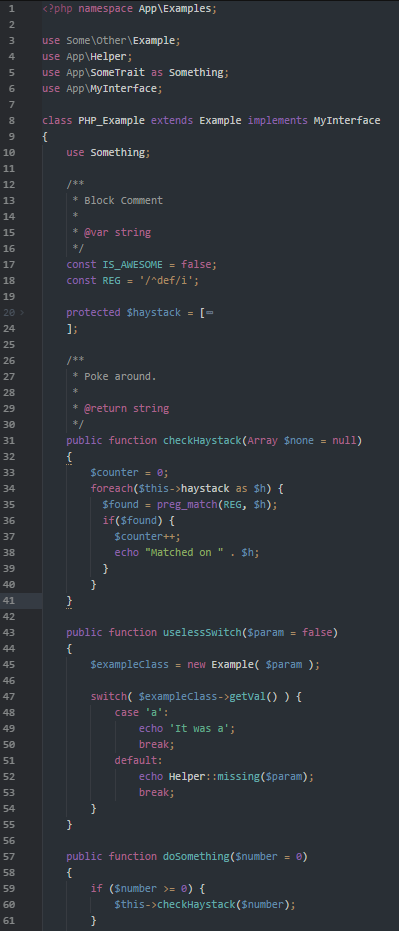 1 <?php namespace App\Examples;
2
3 use Some\Other\Example;
4 use App\Helper;
5 use App\SomeTrait as Something;
6 use App\MyInterface;
7
8 class PHP_Example extends Example implements MyInterface
9 {
10     use Something;
11
12     /**
13      * Block Comment
14      *
15      * @var string
16      */
17     const IS_AWESOME = false;
18     const REG = '/^def/i';
19
20     protected $haystack = [
24     ];
25
26     /**
27      * Poke around.
28      *
29      * @return string
30      */
31     public function checkHaystack(Array $none = null)
32     {
33         $counter = 0;
34         foreach($this->haystack as $h) {
35           $found = preg_match(REG, $h);
36           if($found) {
37             $counter++;
38             echo "Matched on " . $h;
39           }
40         }
41     }
42
43     public function uselessSwitch($param = false)
44     {
45         $exampleClass = new Example( $param );
46
47         switch( $exampleClass->getVal() ) {
48             case 'a':
49                 echo 'It was a';
50                 break;
51             default:
52                 echo Helper::missing($param);
53                 break;
54         }
55     }
56
57     public function doSomething($number = 0)
58     {
59         if ($number >= 0) {
60             $this->checkHaystack($number);
61         }